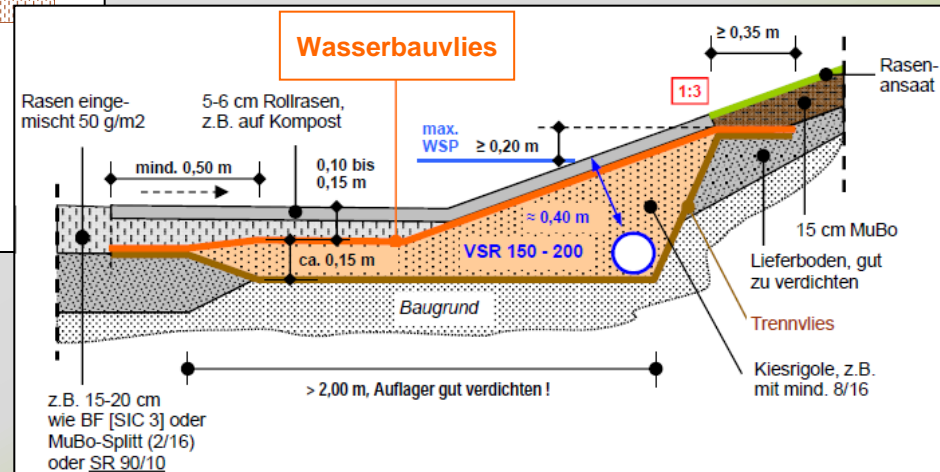 Wasserbauvlies
≥ 0,35 m
Rasen-
ansaat
1:3
Rasen einge-
mischt 50 g/m2
5-6 cm Rollrasen,
z.B. auf Kompost
max.
WSP
≥ 0,20 m
mind. 0,50 m
0,10 bis
0,15 m
≈ 0,40 m
15 cm MuBo
ca. 0,15 m
VSR 150 - 200
Lieferboden, gut
zu verdichten
Baugrund
Trennvlies
> 2,00 m, Auflager gut verdichten !
Kiesrigole, z.B.
mit mind. 8/16
z.B. 15-20 cm
wie BF [SIC 3] oder
MuBo-Splitt (2/16)
oder SR 90/10